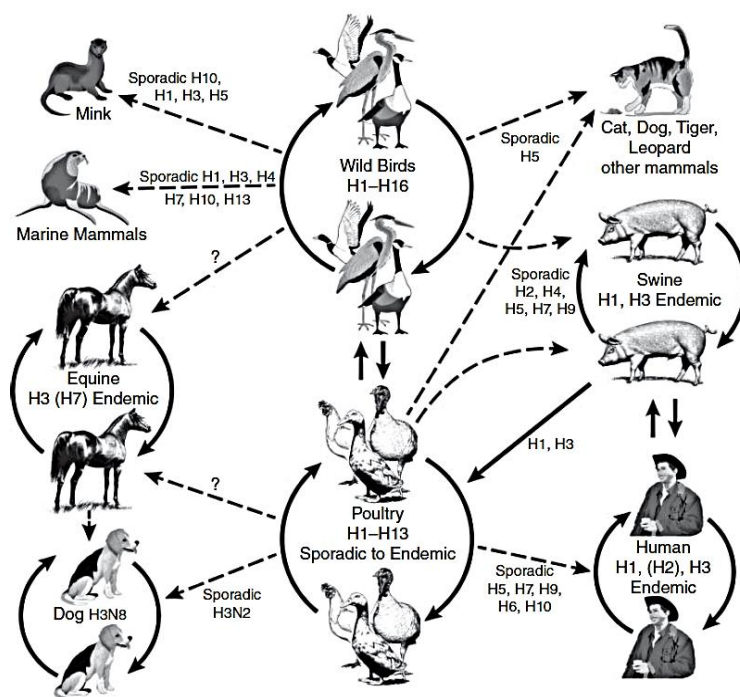 Sporadic H10,
H1, H3, H5
Mink
Wild Birds
H1–H16
Sporadic
H5
Cat, Dog, Tiger,
Leopard
other mammals
Sporadic H1, H3, H4
H7, H10, H13
Marine Mammals
?
Sporadic
H2, H4,
H5, H7, H9
Swine
H1, H3 Endemic
Equine
H3 (H7) Endemic
H1, H3
?
Poultry
H1–H13
Sporadic to Endemic
Human
H1, (H2), H3
Endemic
Sporadic
H5, H7, H9,
H6, H10
Sporadic
H3N2
Dog H3N8